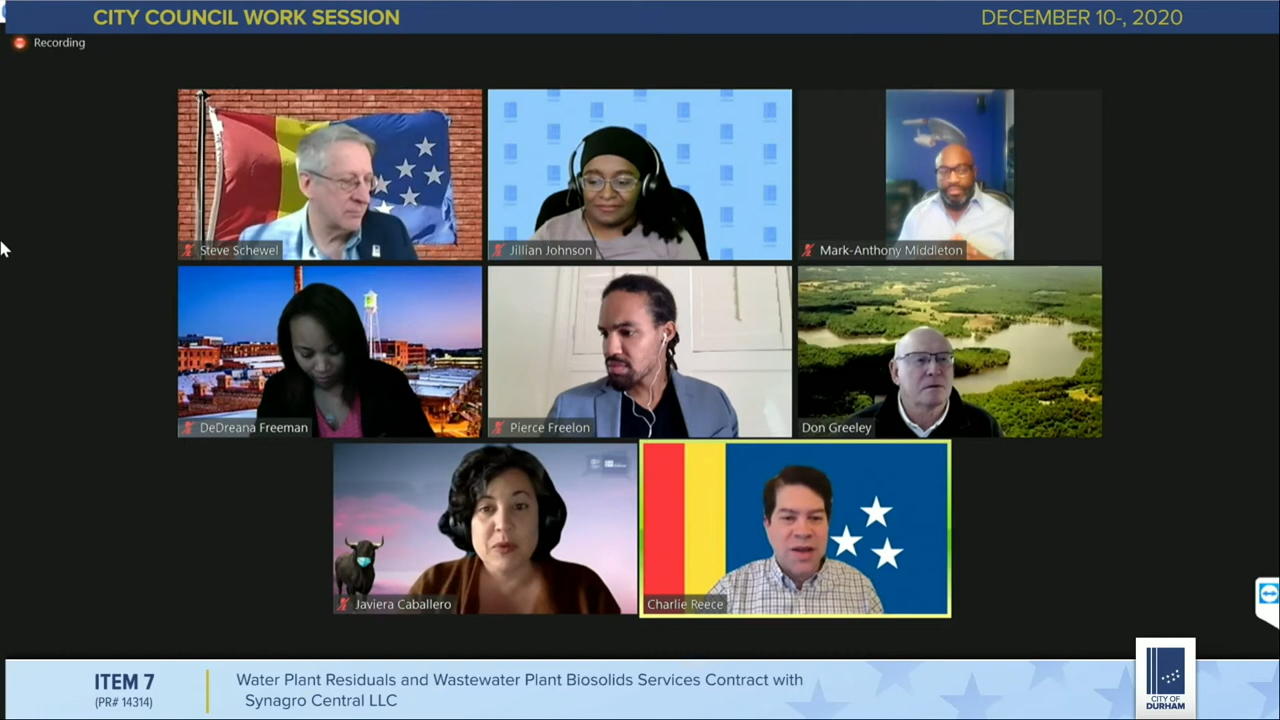 CITY COUNCIL WORK SESSION
DECEMBER 10-, 2020
Recording
Steve Schewel
Jillian Johnson
Mark-Anthony Middleton
DeDreana Freeman
Pierce Freelon
Don Greeley
Javiera Caballero
Charlie Reece
ITEM 7
(PR# 14314)
Water Plant Residuals and Wastewater Plant Biosolids Services Contract with
Synagro Central LLC
CITY OF
DURHAM